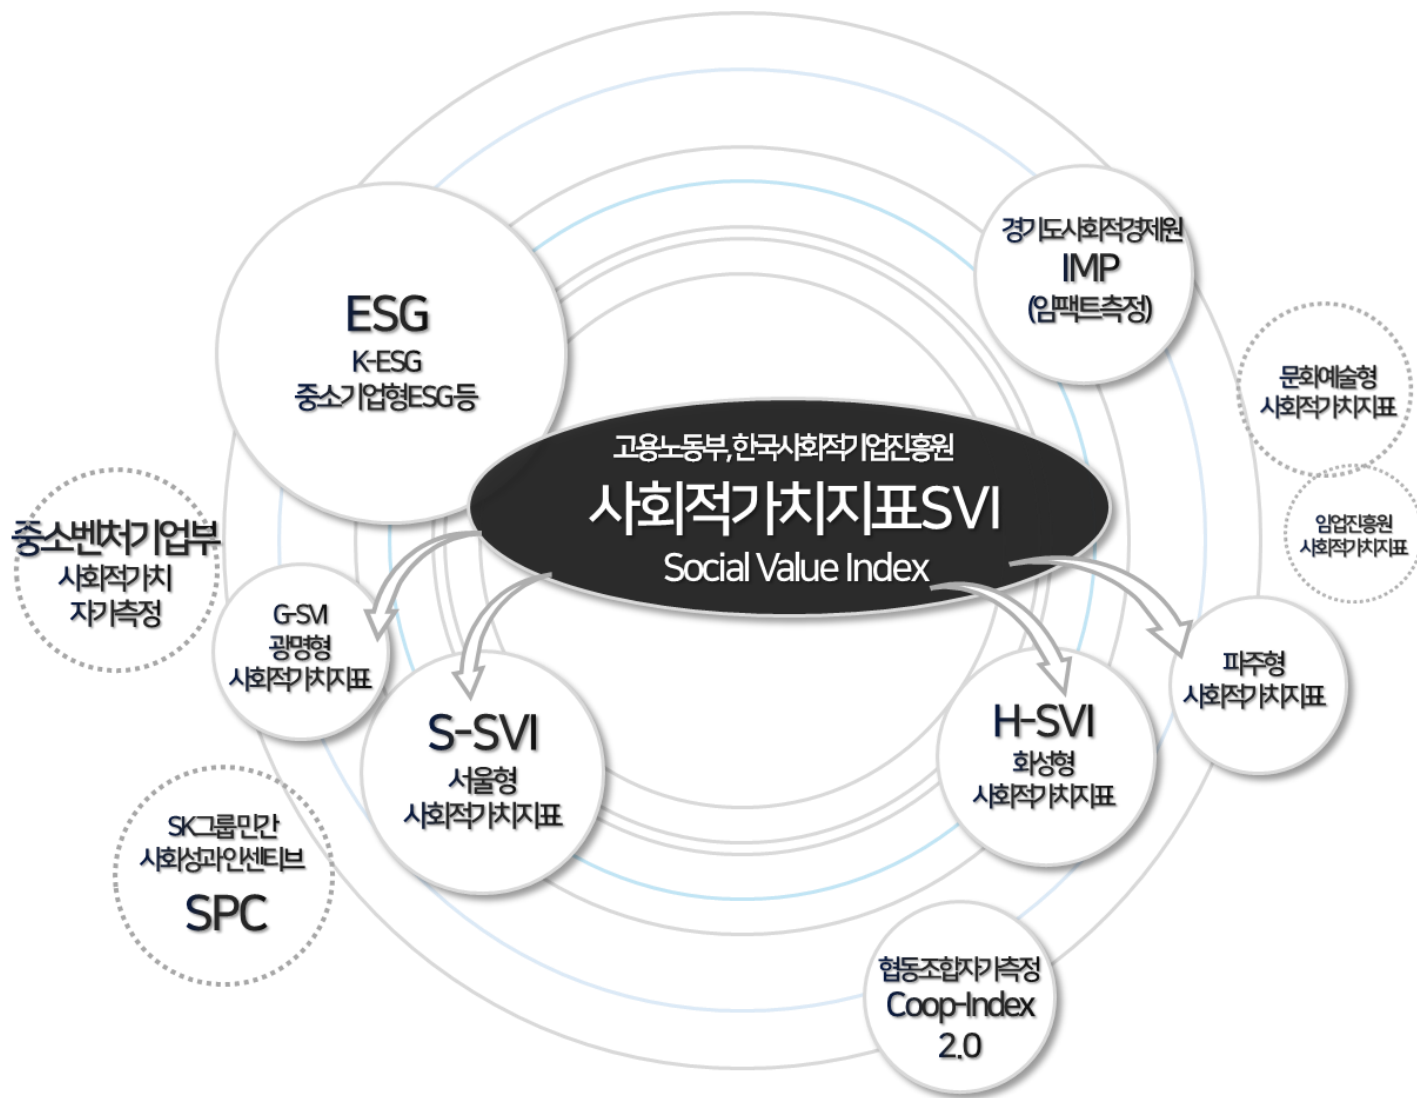 ESG
K-ESG
중소기업형ESG등
경기도사회적경제원
IMP
(임팩트측정)
문화예술형
사회적가치지표
고용노동부,한국사회적기업진흥원
사회적가치지표SVI
Social Value Index
임업진흥원
사회적가치지표
중소벤처기업부
사회적가치
자가측정
G-SVI
광명형
사회적가치지표
S-SVI
서울형
사회적가치지표
H-SVI
화성형
사회적가치지표
파주형
사회적가치지표
SK그룹민간
사회성과인센티브
SPC
협동조합자가측정
Coop-Index
2.0